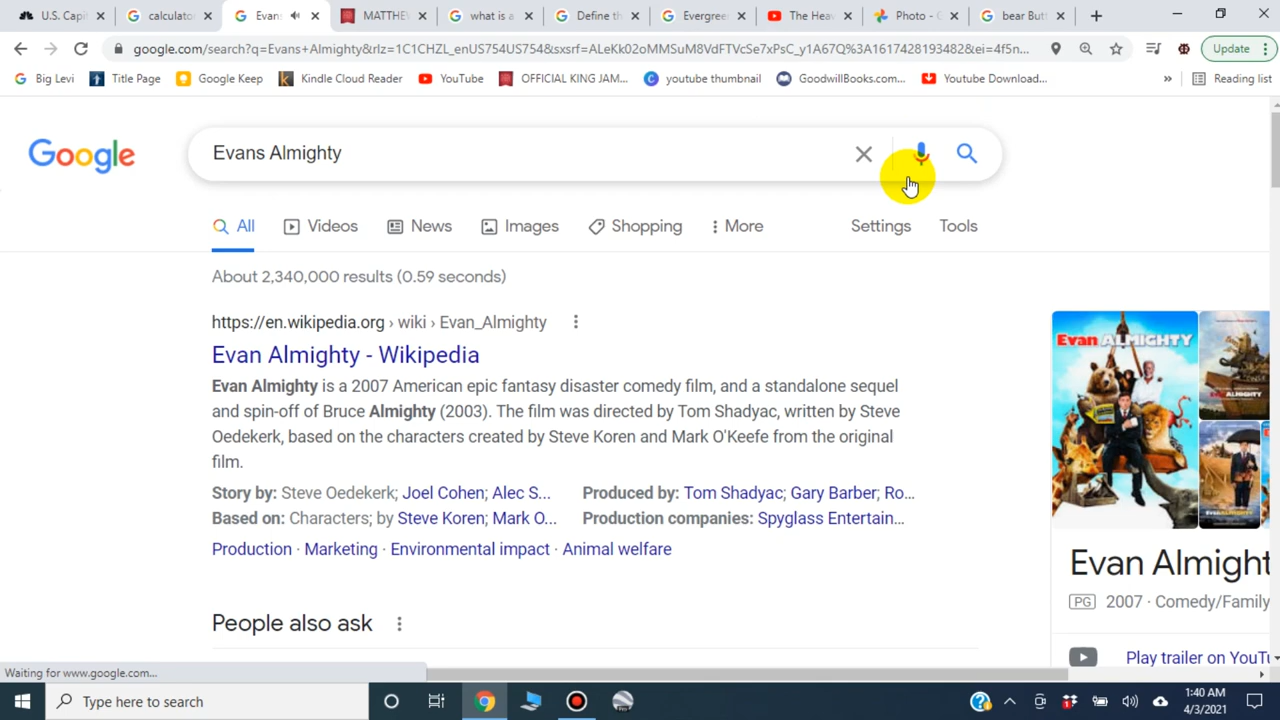 U.S. Capi
calculator
Evans
MATTHE
what is a
Define th
Evergree
The Hea
Photo - G
bear Butt
google.com/search?q=Evans+Almighty&rlz=1C1CHZL_enUS754US754&sxsrf=ALeKk02oMMSuM8VdFTVcSe7xPsC_y1A67Q%3A1617428193482&ei=4f5n...
Update
Big Levi
Title Page
Google Keep
Kindle Cloud Reader
YouTube
OFFICIAL KING JAM...
youtube thumbnail
GoodwillBooks.com...
Youtube Download...
»
Reading list
Google
Evans Almighty
All
Videos
News
Images
Shopping
More
Settings
Tools
About 2,340,000 results (0.59 seconds)
https://en.wikipedia.org › wiki › Evan_Almighty
Evan Almighty - Wikipedia
Evan Almighty is a 2007 American epic fantasy disaster comedy film, and a standalone sequel
and spin-off of Bruce Almighty (2003). The film was directed by Tom Shadyac, written by Steve
Oedekerk, based on the characters created by Steve Koren and Mark O'Keefe from the original
film.
Story by: Steve Oedekerk; Joel Cohen; Alec S...
Produced by: Tom Shadyac; Gary Barber; Ro...
Based on: Characters; by Steve Koren; Mark O...
Production companies: Spyglass Entertain...
Production · Marketing · Environmental impact · Animal welfare
People also ask
Evan ALMIGHTY
Evan Almight
PG 2007 · Comedy/Family
Play trailer on YouTu
Waiting for www.google.com...
Type here to search
1:40 AM
4/3/2021